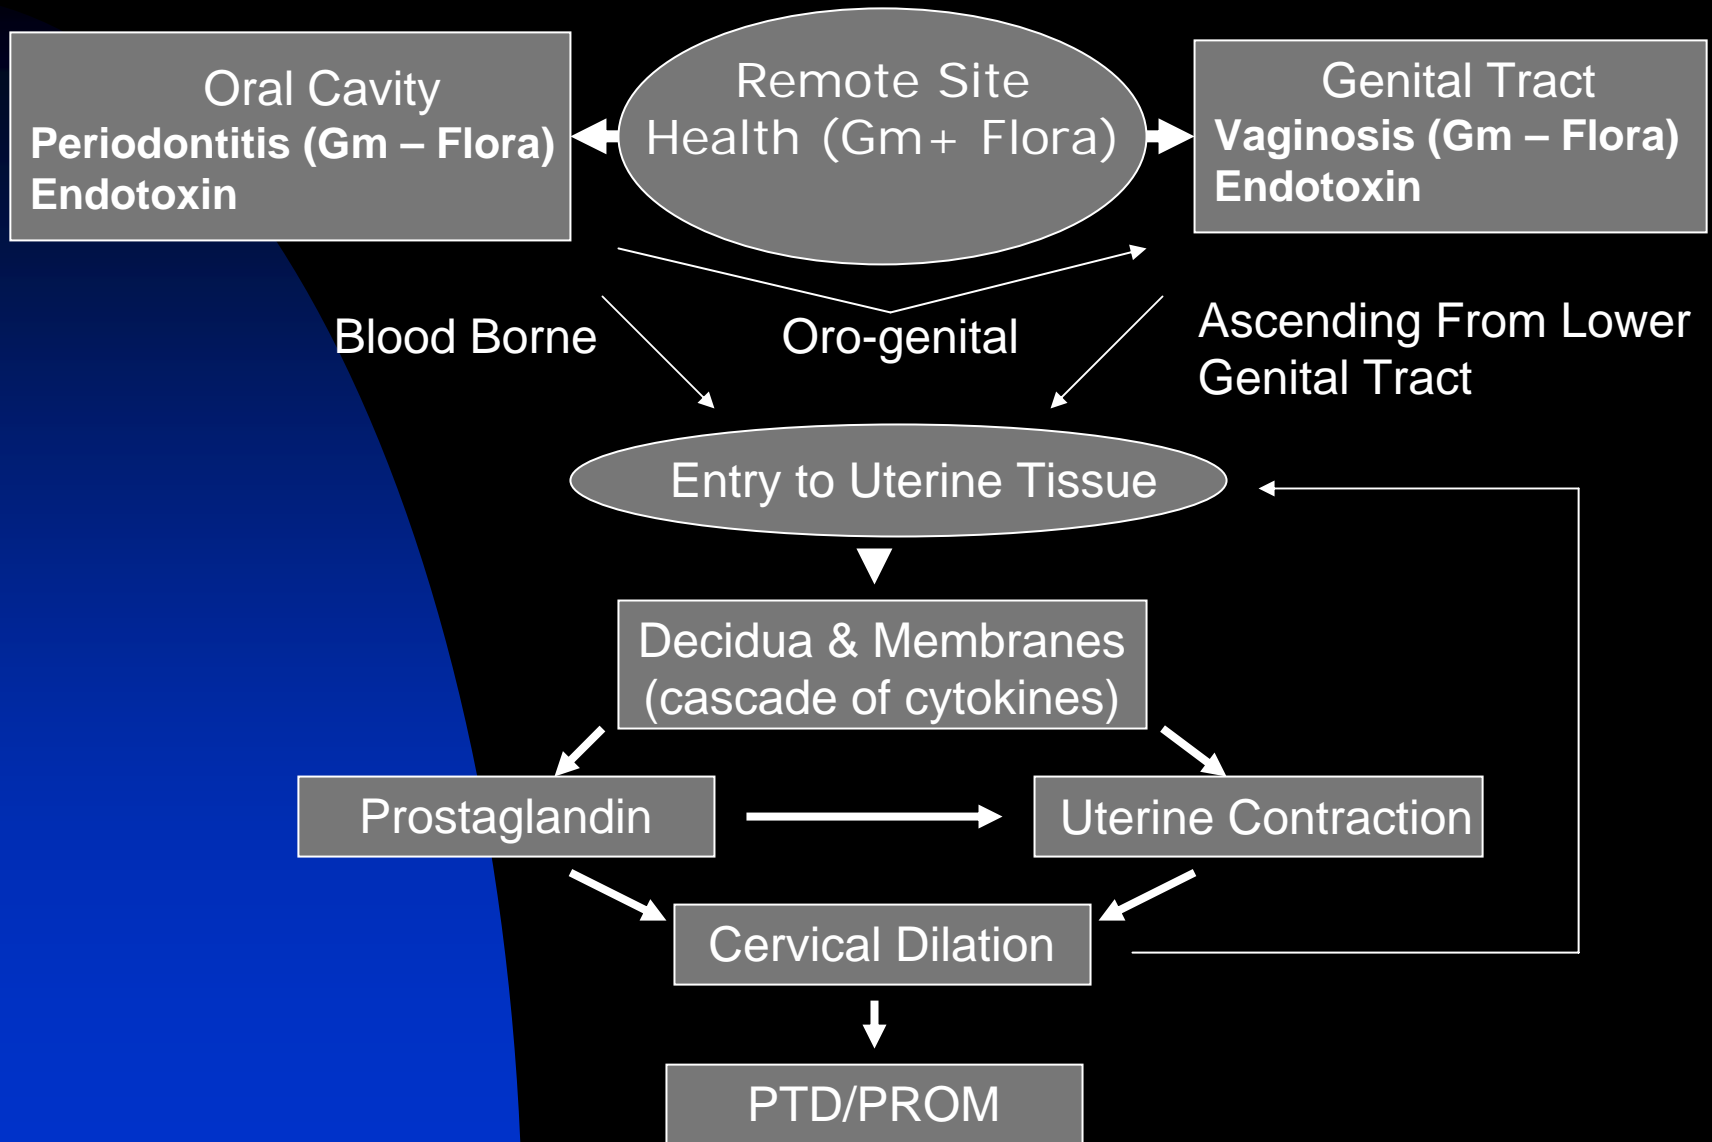 Oral Cavity
Periodontitis (Gm – Flora)
Endotoxin
Remote Site
Health (Gm+ Flora)
Genital Tract
Vaginosis (Gm – Flora)
Endotoxin
Blood Borne
Oro-genital
Ascending From Lower
Genital Tract
Entry to Uterine Tissue
Decidua & Membranes
(cascade of cytokines)
Prostaglandin
Uterine Contraction
Cervical Dilation
PTD/PROM